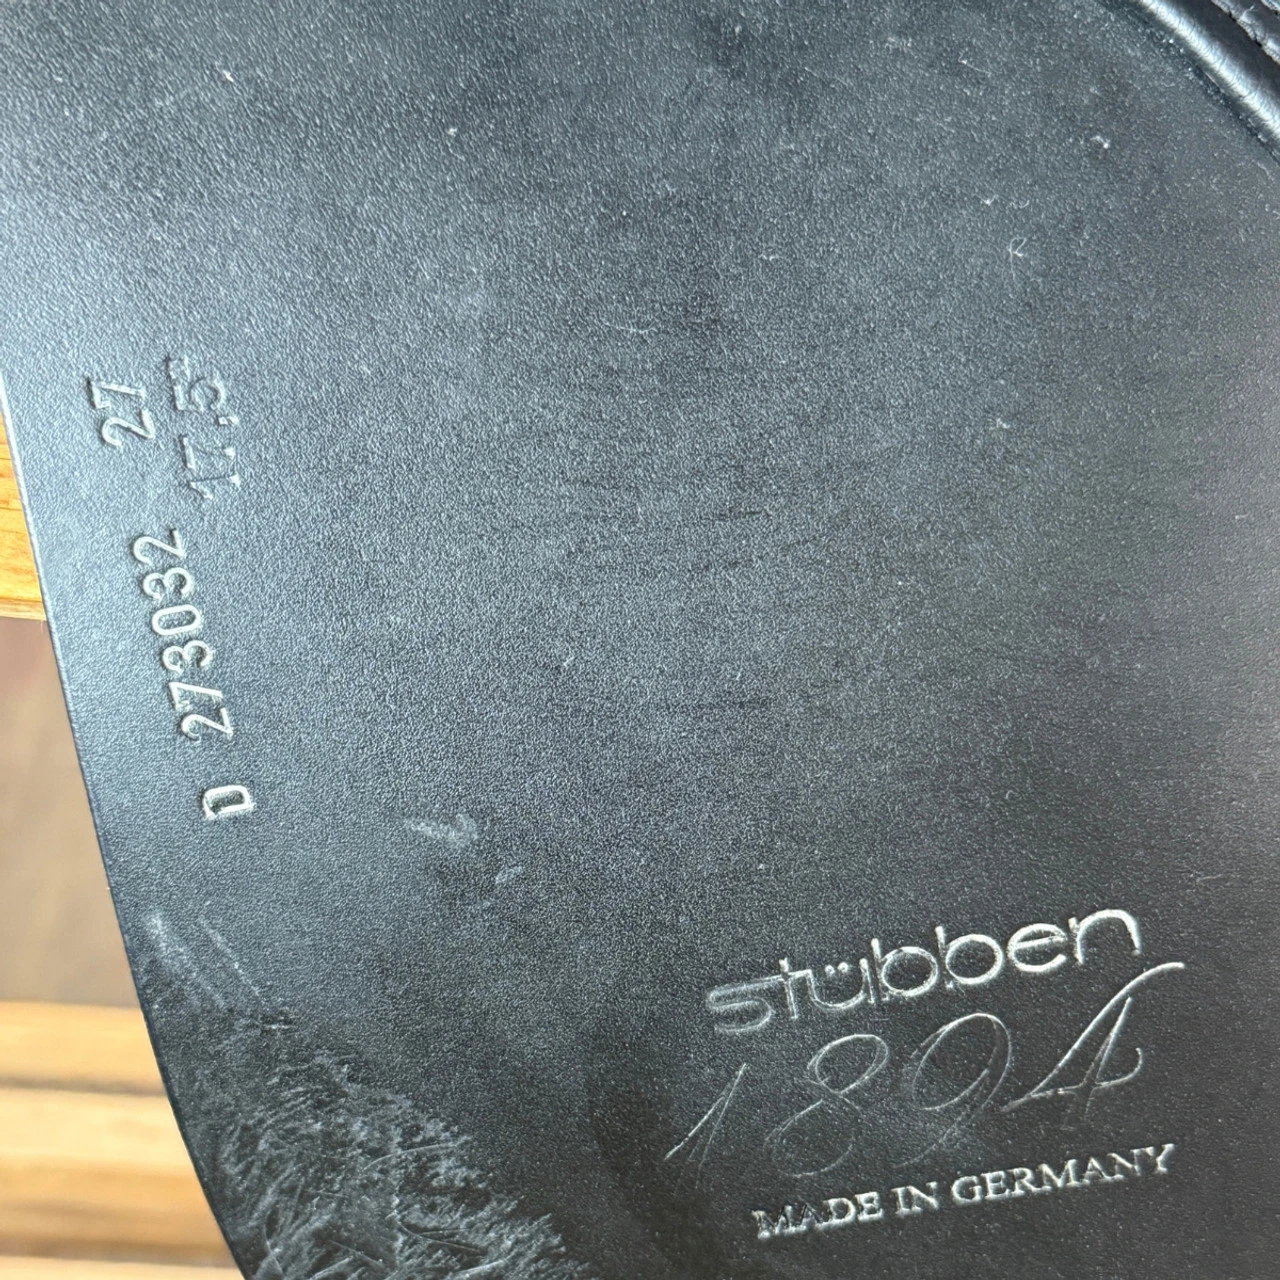 D 273032 27
17,5"
stübben
1894
MADE IN GERMANY